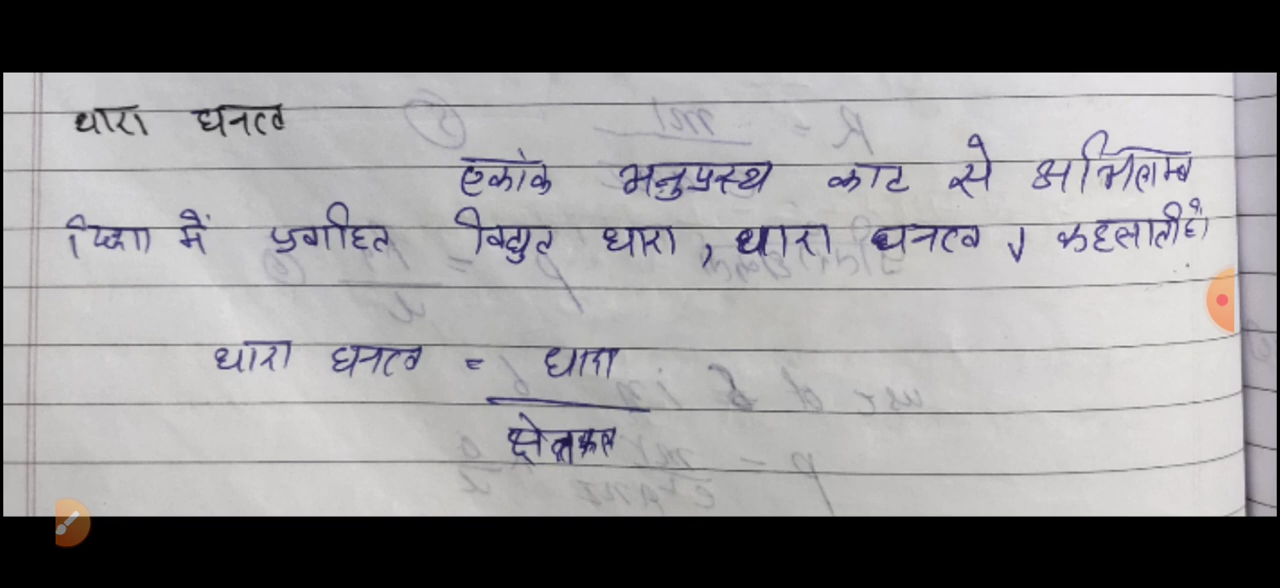 धारा घनत्व
एकांक अनुप्रस्थ काट से अभिलम्ब
दिशा में प्रवाहित विद्युत धारा, धारा घनत्व, कहलाती है।
धारा घनत्व = धारा
क्षेत्रफल